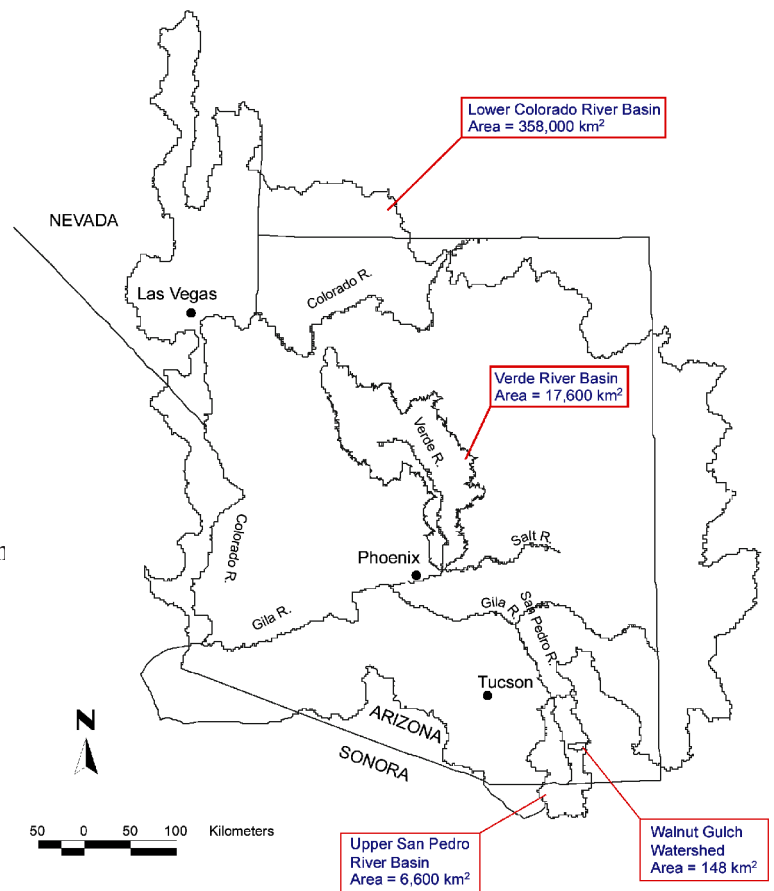 Lower Colorado River Basin
Area = 358,000 km²
NEVADA
Las Vegas
Colorado R.
Verde River Basin
Area = 17,600 km²
Verde R.
Colorado R.
Salt R.
Phoenix
Gila R.
Gila R.
San Pedro R.
Tucson
ARIZONA
SONORA
N
50 0 50 100 Kilometers
Upper San Pedro
River Basin
Area = 6,600 km²
Walnut Gulch
Watershed
Area = 148 km²